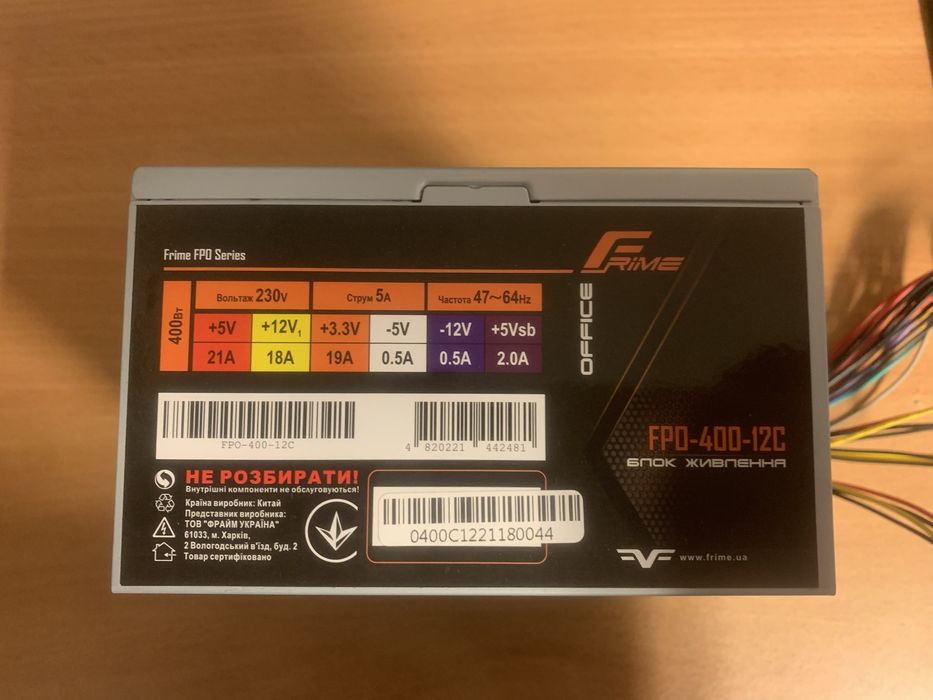 Frime FPO Series
FRIME
OFFICE
400Вт
Вольтаж 230V Струм 5A Частота 47~64Hz
+5V +12V1 +3.3V -5V -12V +5Vsb
21A 18A 19A 0.5A 0.5A 2.0A
FPO-400-12C
4 820221 442481
FPO-400-12C
БЛОК ЖИВЛЕННЯ
НЕ РОЗБИРАТИ!
Внутрішні компоненти не обслуговуються!
Країна виробник: Китай
Представник виробника:
ТОВ "ФРАЙМ УКРАЇНА"
61033, м. Харків,
2 Вологодський в'їзд, буд. 2
Товар сертифіковано
0400C1221180044
www.frime.ua